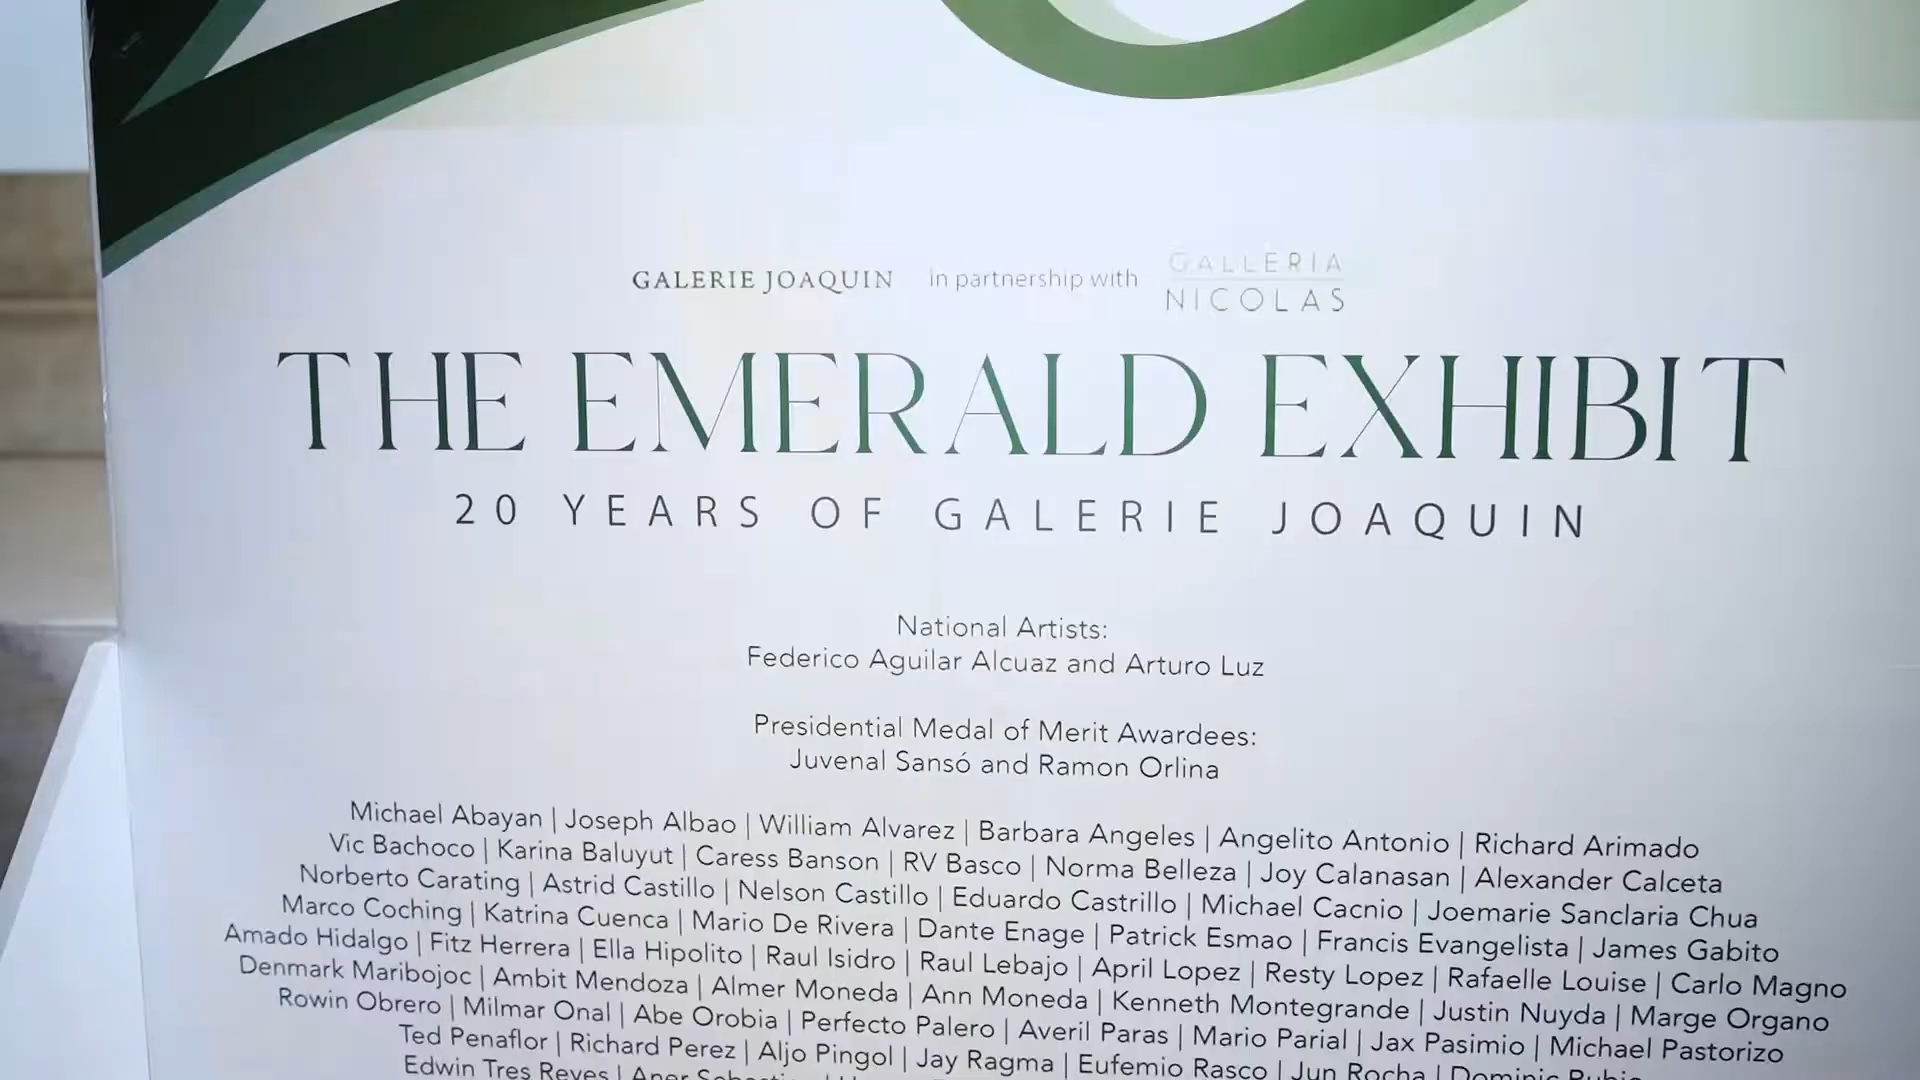 GALERIE JOAQUIN in partnership with GALLERIA NICOLAS
THE EMERALD EXHIBIT
20 YEARS OF GALERIE JOAQUIN
National Artists:
Federico Aguilar Alcuaz and Arturo Luz
Presidential Medal of Merit Awardees:
Juvenal Sansó and Ramon Orlina
Michael Abayan | Joseph Albao | William Alvarez | Barbara Angeles | Angelito Antonio | Richard Arimado
Vic Bachoco | Karina Baluyut | Caress Banson | RV Basco | Norma Belleza | Joy Calanasan | Alexander Calceta
Norberto Carating | Astrid Castillo | Nelson Castillo | Eduardo Castrillo | Michael Cacnio | Joemarie Sanclaria Chua
Marco Coching | Katrina Cuenca | Mario De Rivera | Dante Enage | Patrick Esmao | Francis Evangelista | James Gabito
Amado Hidalgo | Fitz Herrera | Ella Hipolito | Raul Isidro | Raul Lebajo | April Lopez | Resty Lopez | Rafaelle Louise | Carlo Magno
Denmark Maribojoc | Ambit Mendoza | Almer Moneda | Ann Moneda | Kenneth Montegrande | Justin Nuyda | Marge Organo
Rowin Obrero | Milmar Onal | Abe Orobia | Perfecto Palero | Averil Paras | Mario Parial | Jax Pasimio | Michael Pastorizo
Ted Penaflor | Richard Perez | Aljo Pingol | Jay Ragma | Eufemio Rasco | Jun Rocha | Dominic Rubio
Edwin Tres Reyes |